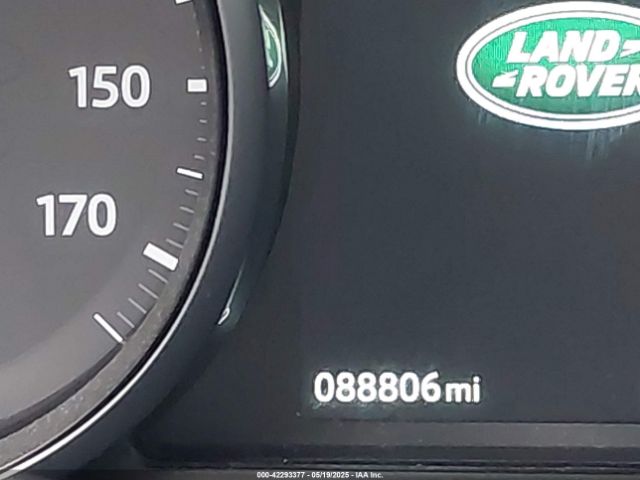 150
LAND
ROVER
170
088806 mi
000-42293377 - 05/19/2025 - IAA Inc.